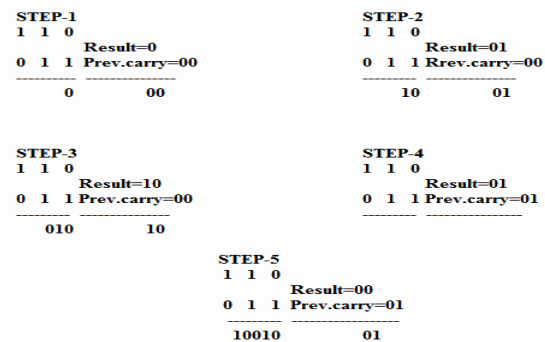 STEP-1
1 1 0
Result=0
0 1 1 Prev.carry=00
---------- ---------------
0 00
STEP-2
1 1 0
Result=01
0 1 1 Rrev.carry=00
--------- ---------------
10 01
STEP-3
1 1 0
Result=10
0 1 1 Prev.carry=00
--------- ---------------
010 10
STEP-4
1 1 0
Result=01
0 1 1 Prev.carry=01
--------- ----------------
STEP-5
1 1 0
Result=00
0 1 1 Prev.carry=01
--------- ------------------
10010 01